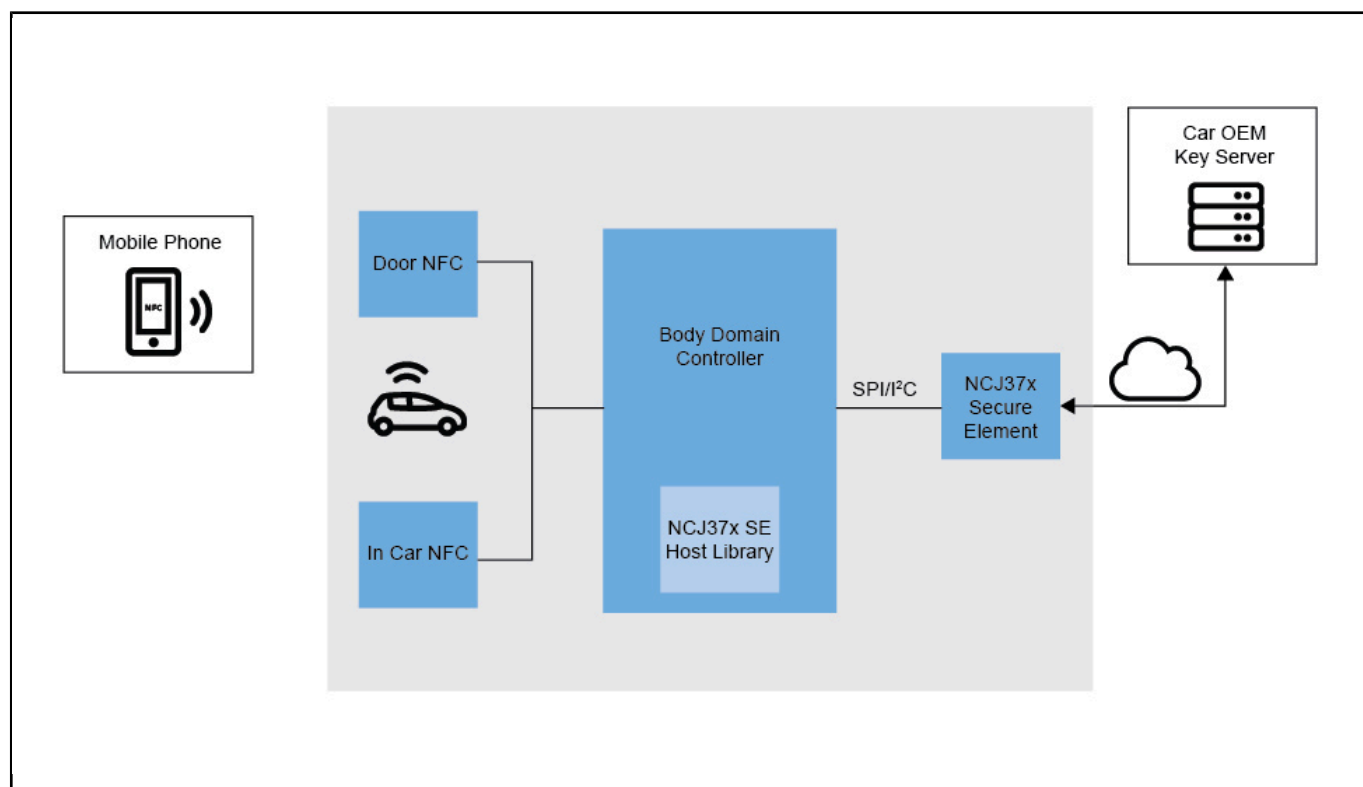 Car OEM
Key Server
Mobile Phone
NFC
Door NFC
Body Domain
Controller
SPI/I²C
NCJ37x
Secure
Element
In Car NFC
NCJ37x SE
Host Library